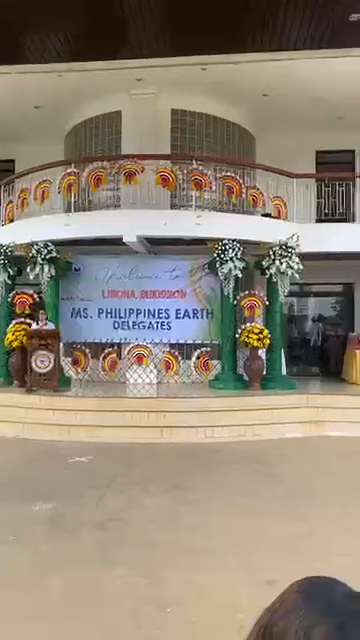 Welcome to
LIBONA, BUKIDNON
MS. PHILIPPINES EARTH
DELEGATES